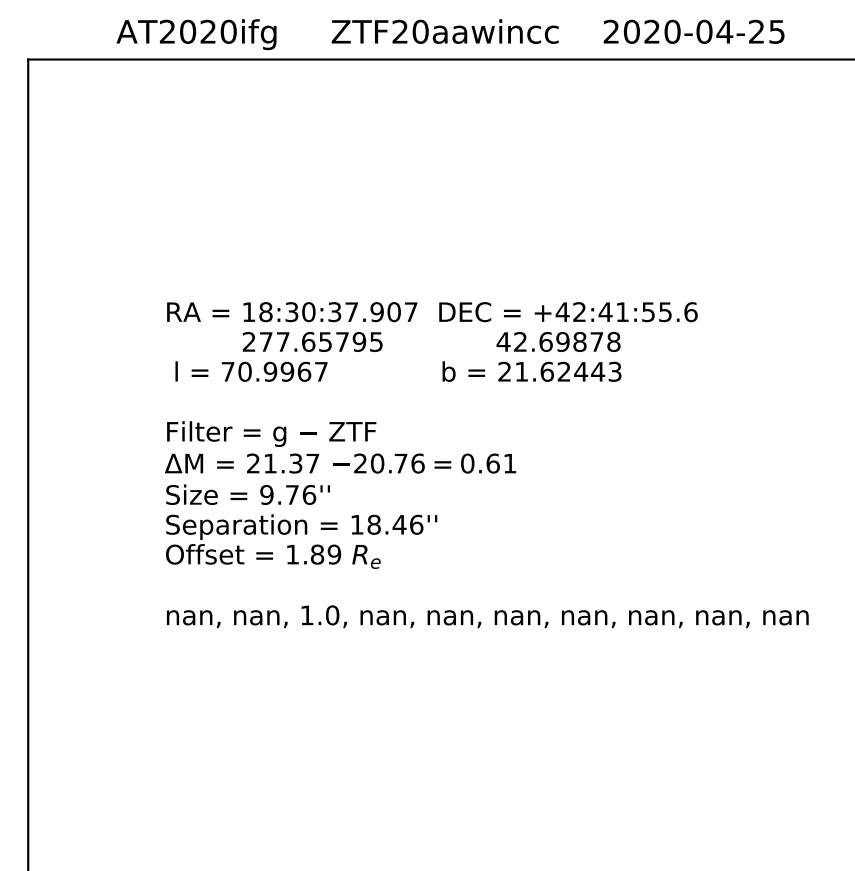 AT2020ifg ZTF20aawincc 2020-04-25
RA = 18:30:37.907 DEC = +42:41:55.6
277.65795 42.69878
l = 70.9967 b = 21.62443
Filter = g − ZTF
ΔM = 21.37 −20.76 = 0.61
Size = 9.76''
Separation = 18.46''
Offset = 1.89 Re
nan, nan, 1.0, nan, nan, nan, nan, nan, nan, nan